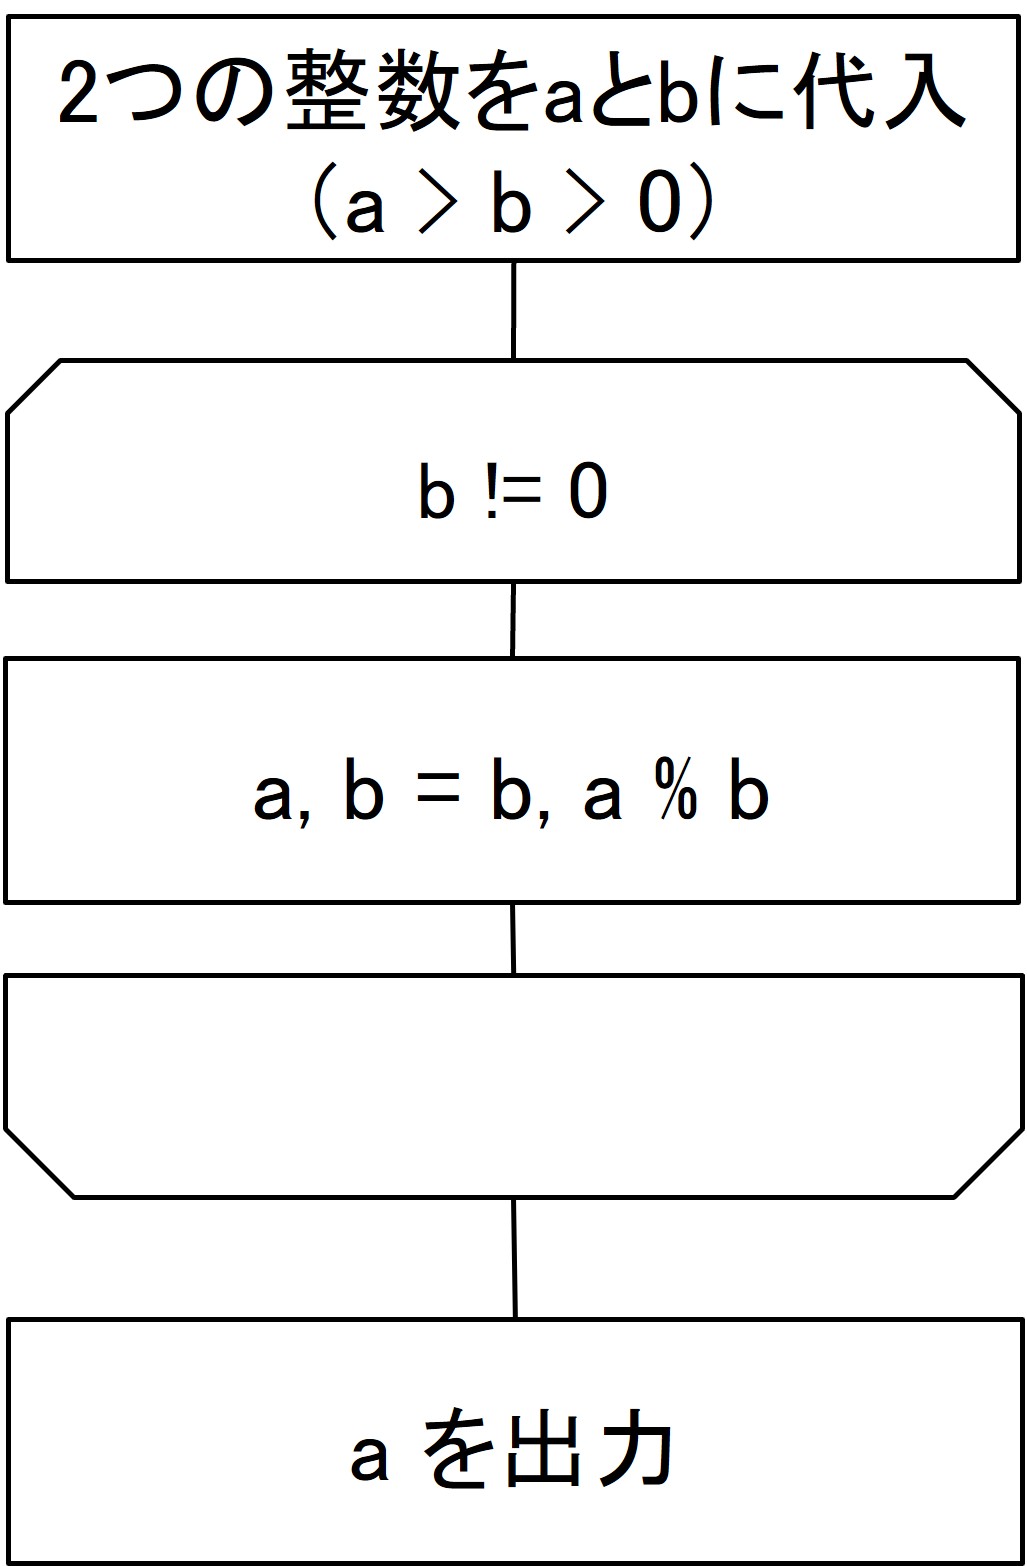 2つの整数をaとbに代入
（a > b > 0）
b != 0
a, b = b, a % b
a を出力